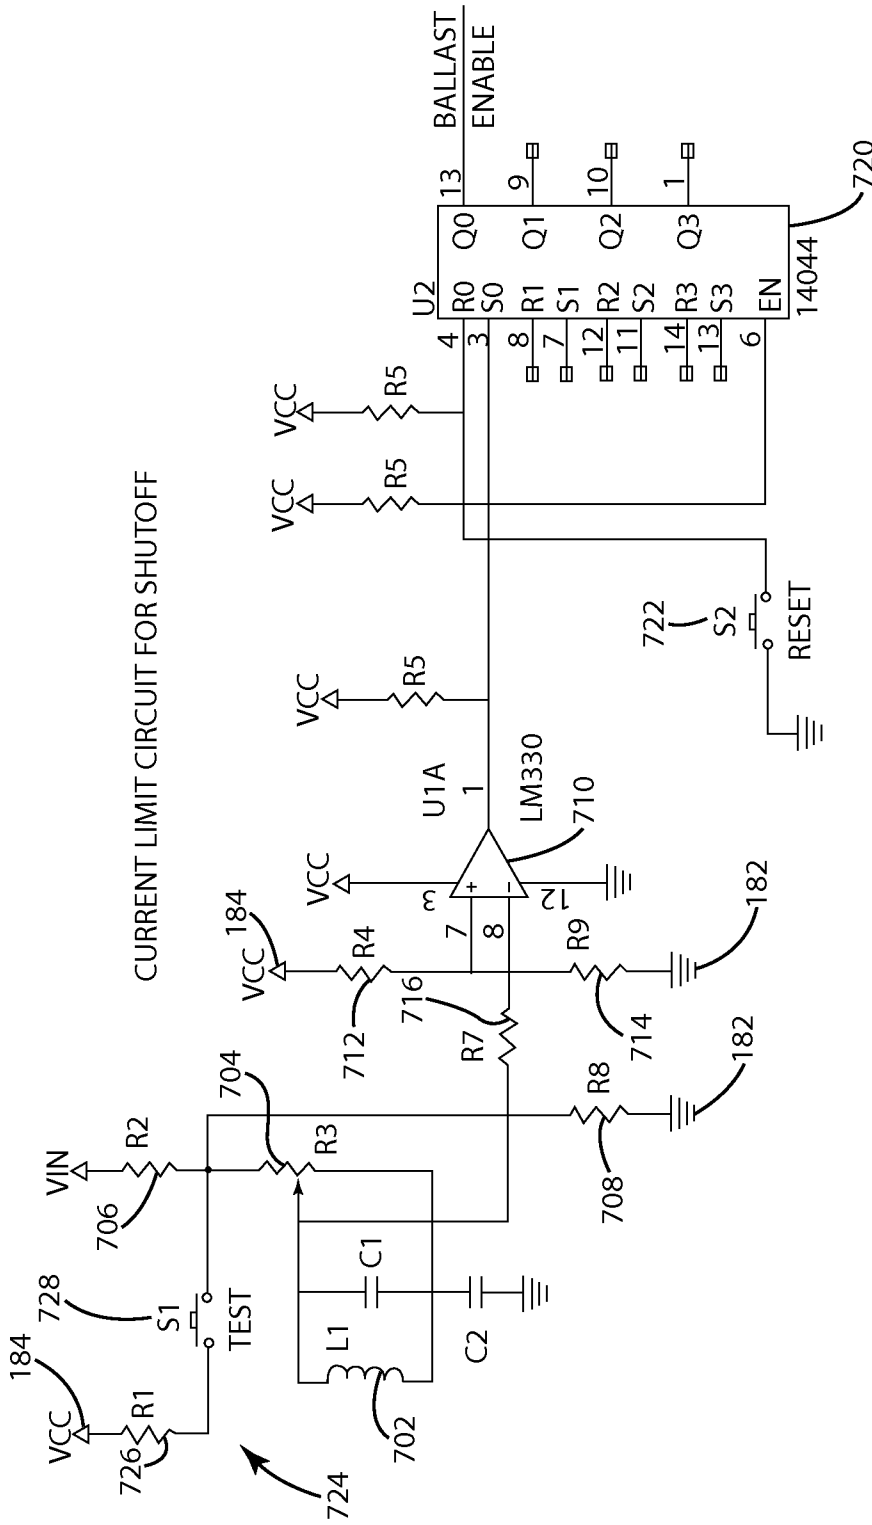 CURRENT LIMIT CIRCUIT FOR SHUTOFF
184
VCC
726
R1
724
728
S1
TEST
VIN
706
R2
704
R3
L1
702
C1
C2
708
R8
182
184
VCC
712
R4
716
R7
714
R9
182
VCC
3
7
+
8
-
12
710
U1A
1
LM330
VCC
R5
VCC
R5
VCC
R5
722
S2
RESET
U2
4
R0
3
S0
8
R1
7
S1
12
R2
11
S2
14
R3
13
S3
6
EN
14044
720
Q0
13
BALLAST
ENABLE
Q1
9
Q2
10
Q3
1